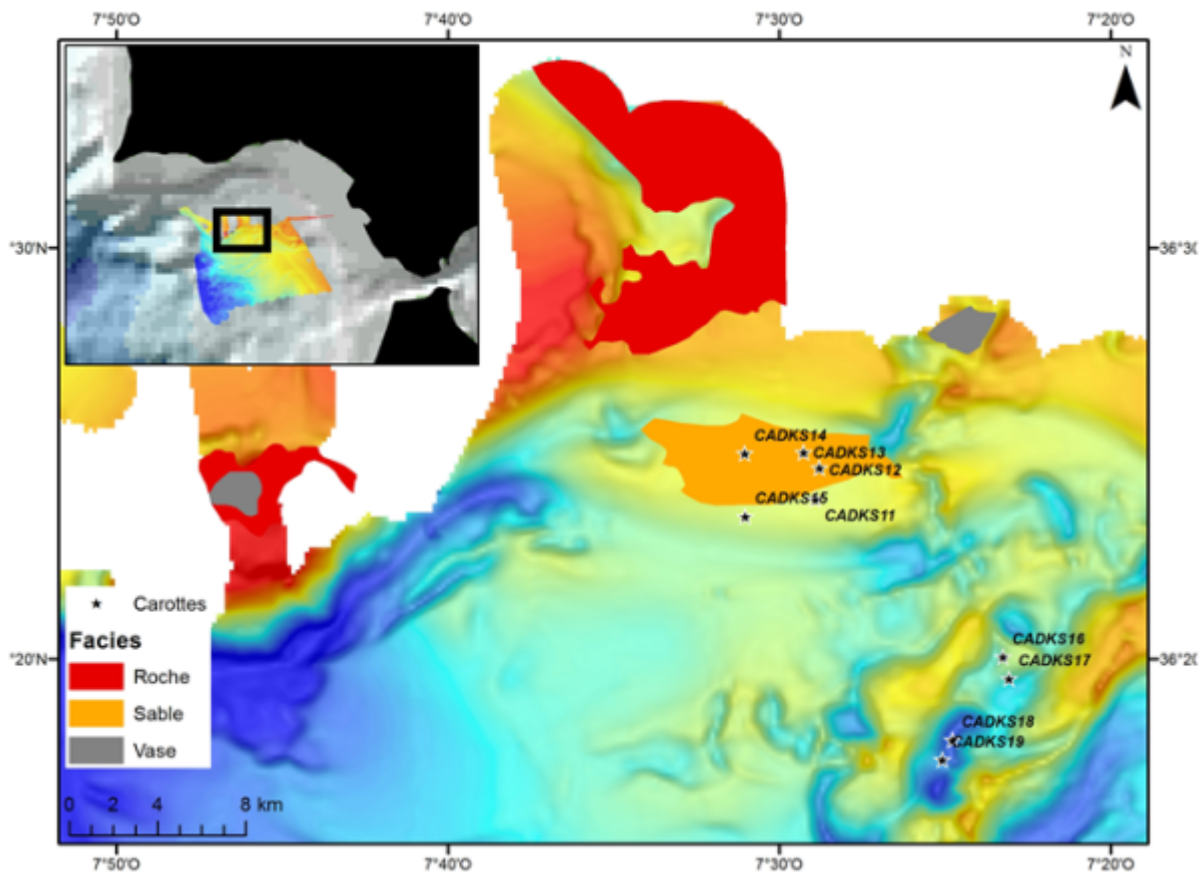 7°50'O 7°40'O 7°30'O 7°20'O
N
°30'N 36°30
CADKS14
CADKS13
CADKS12
CADKS15
CADKS11
CADKS16
°20'N CADKS17 36°20
CADKS18
CADKS19
Carottes
Facies
Roche
Sable
Vase
0 2 4 8 km
7°50'O 7°40'O 7°30'O 7°20'O